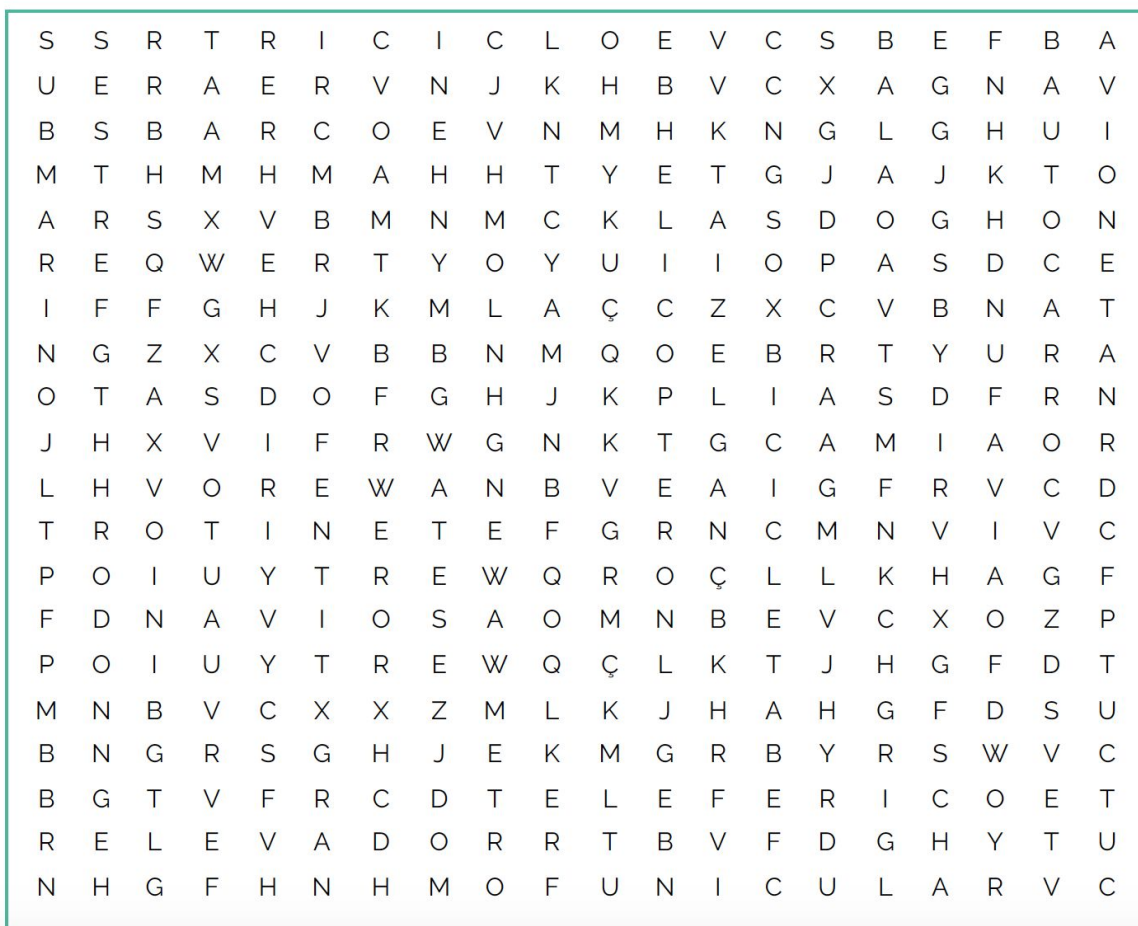 S S R T R I C I C L O E V C S B E F B A
U E R A E R V N J K H B V C X A G N A V
B S B A R C O E V N M H K N G L G H U I
M T H M H M A H H T Y E T G J A J K T O
A R S X V B M N M C K L A S D O G H O N
R E Q W E R T Y O Y U I I O P A S D C E
I F F G H J K M L A Ç C Z X C V B N A T
N G Z X C V B B N M Q O E B R T Y U R A
O T A S D O F G H J K P L I A S D F R N
J H X V I F R W G N K T G C A M I A O R
L H V O R E W A N B V E A I G F R V C D
T R O T I N E T E F G R N C M N V I V C
P O I U Y T R E W Q R O Ç L L K H A G F
F D N A V I O S A O M N B E V C X O Z P
P O I U Y T R E W Q Ç L K T J H G F D T
M N B V C X X Z M L K J H A H G F D S U
B N G R S G H J E K M G R B Y R S W V C
B G T V F R C D T E L E F E R I C O E T
R E L E V A D O R R T B V F D G H Y T U
N H G F H N H M O F U N I C U L A R V C